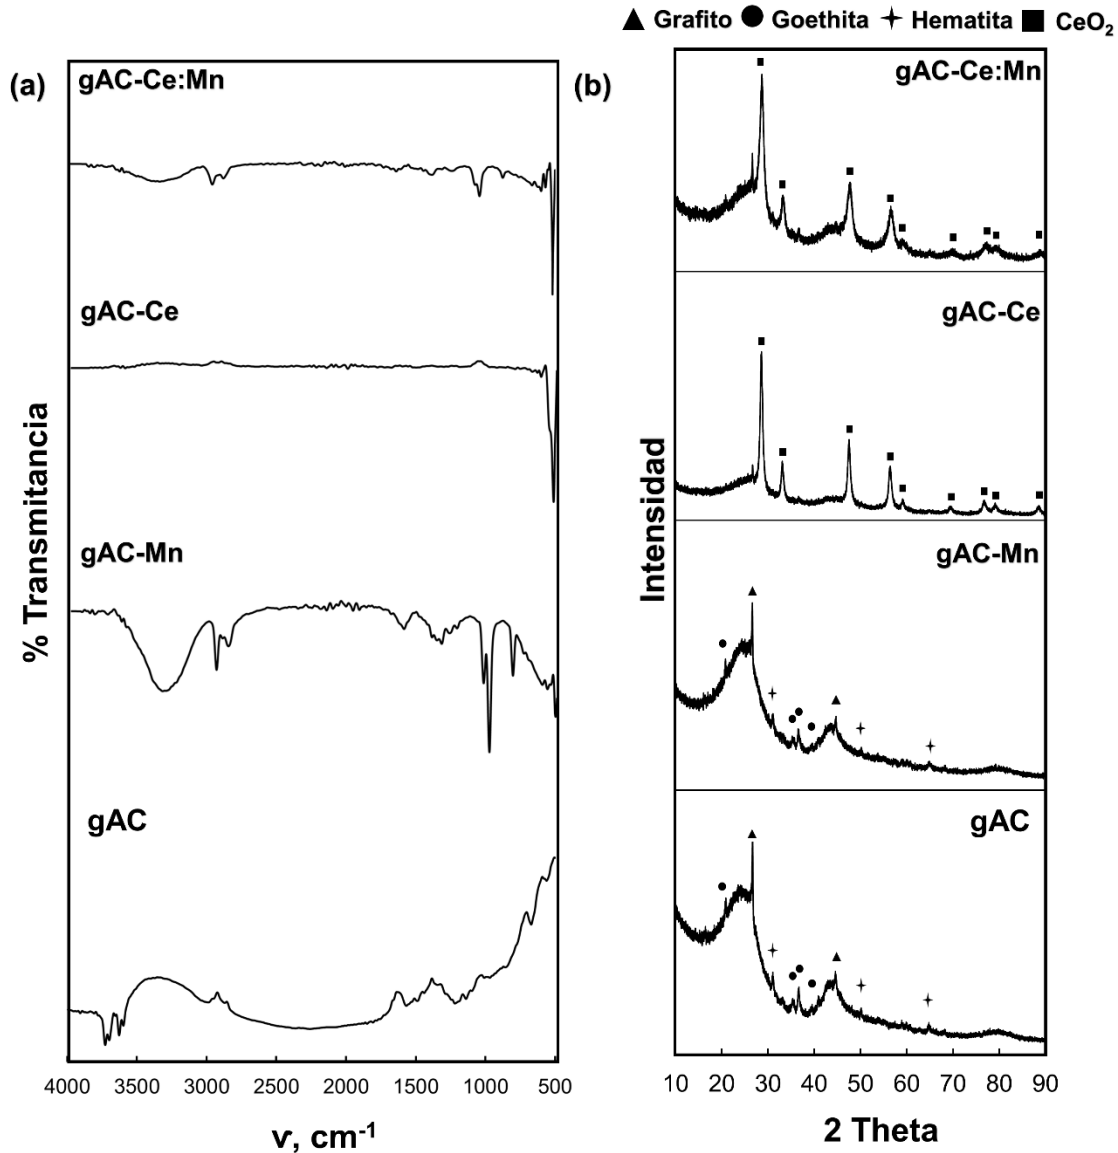 ▲ Grafito ● Goethita ✦ Hematita ■ CeO₂
(a)
gAC-Ce:Mn
gAC-Ce
gAC-Mn
gAC
% Transmitancia
4000 3500 3000 2500 2000 1500 1000 500
ν, cm⁻¹
(b)
gAC-Ce:Mn
gAC-Ce
gAC-Mn
gAC
Intensidad
10 20 30 40 50 60 70 80 90
2 Theta